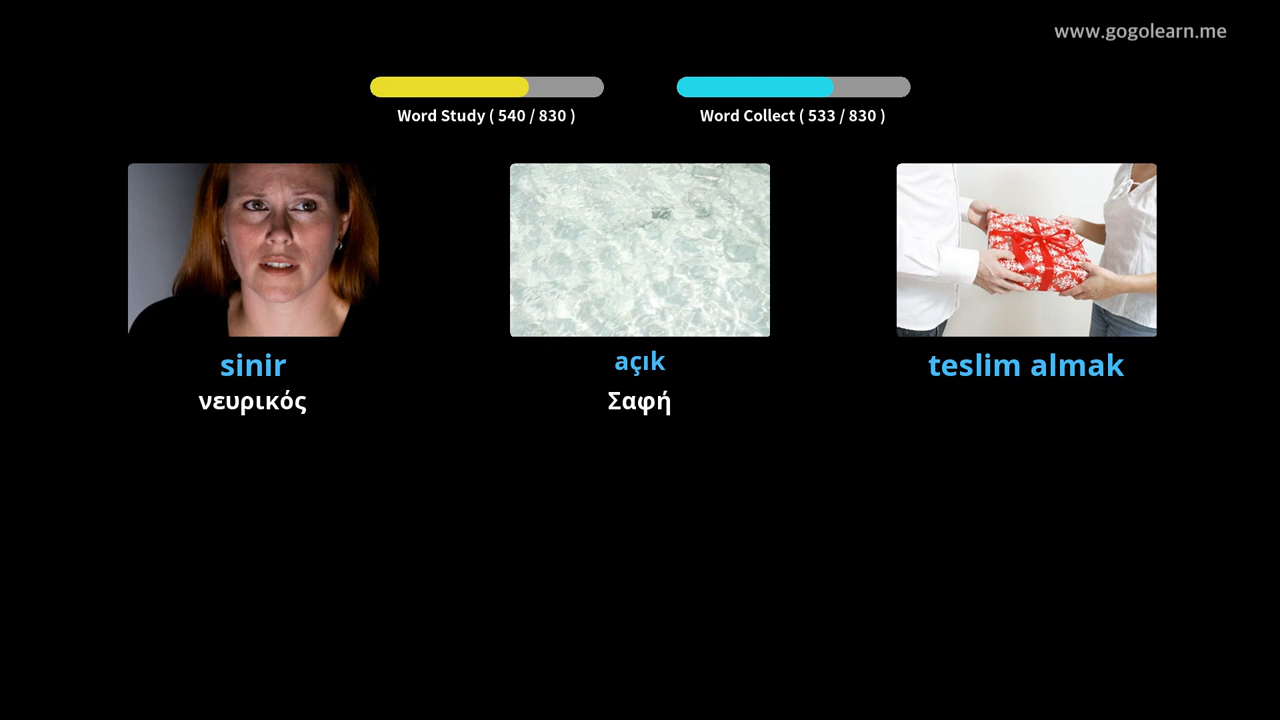 www.gogolearn.me
Word Study ( 540 / 830 )
Word Collect ( 533 / 830 )
sinir
νευρικός
açık
Σαφή
teslim almak